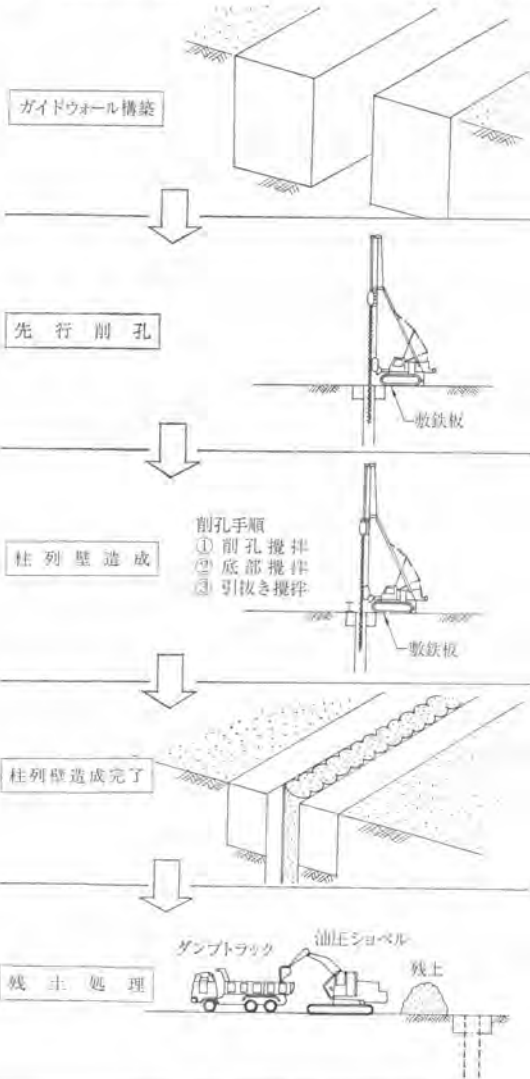 ガイドウォール構築
先行削孔
敷鉄板
柱列壁造成
削孔手順
① 削孔攪拌
② 底部攪拌
③ 引抜き攪拌
敷鉄板
柱列壁造成完了
残土処理
ダンプトラック
油圧ショベル
残土